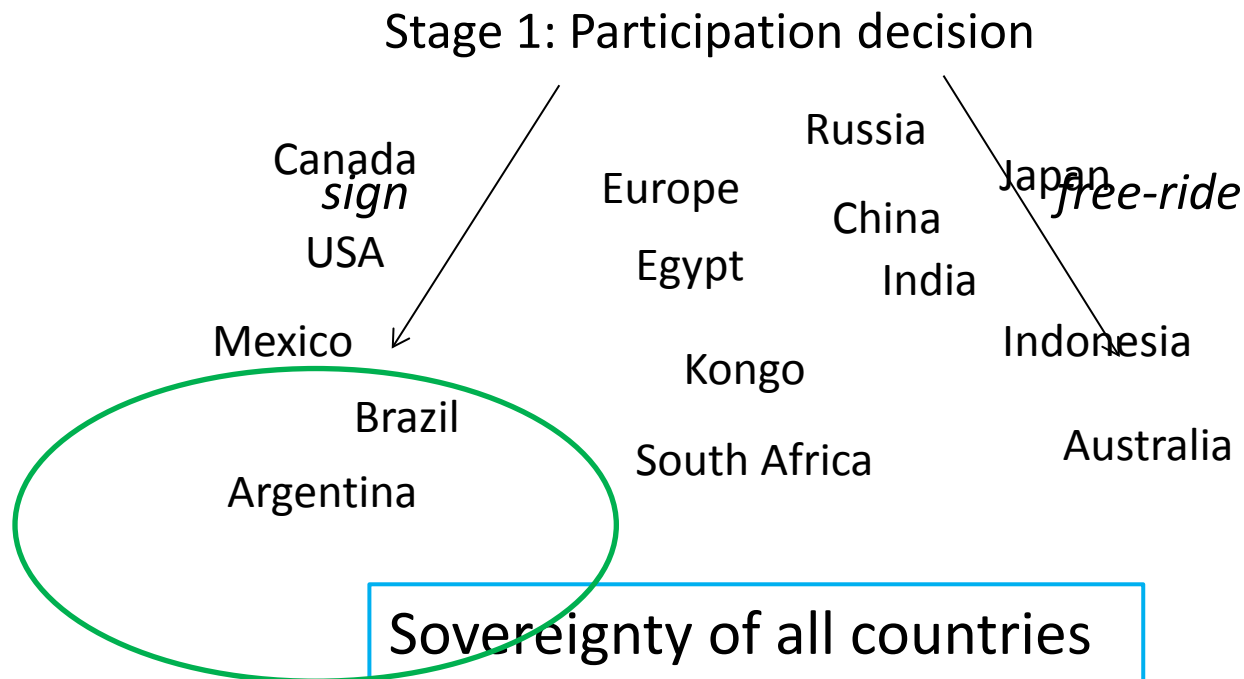 Stage 1: Participation decision
Russia
Canada
Japan
sign
Europe
free-ride
China
USA
Egypt
India
Mexico
Indonesia
Kongo
Brazil
Australia
South Africa
Argentina
Sovereignty of all countries